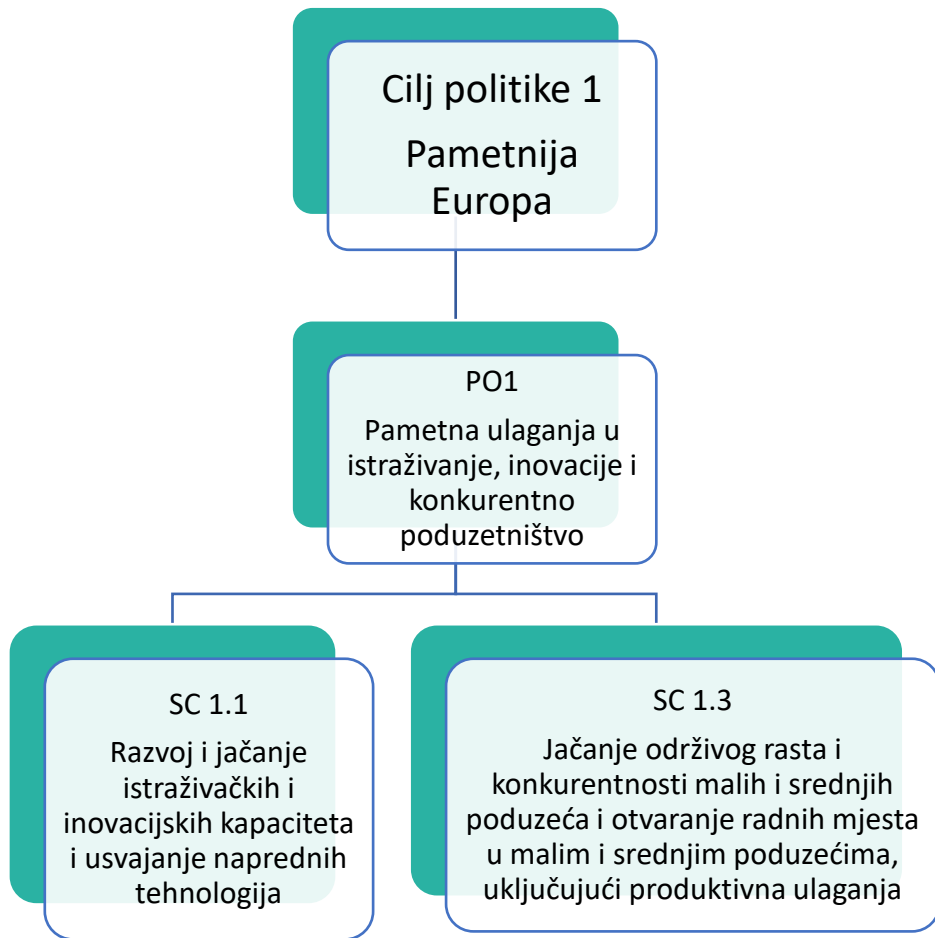 Cilj politike 1
Pametnija
Europa
PO1
Pametna ulaganja u
istraživanje, inovacije i
konkurentno
poduzetništvo
SC 1.1
Razvoj i jačanje
istraživačkih i
inovacijskih kapaciteta
i usvajanje naprednih
tehnologija
SC 1.3
Jačanje održivog rasta i
konkurentnosti malih i srednjih
poduzeća i otvaranje radnih mjesta
u malim i srednjim poduzećima,
uključujući produktivna ulaganja